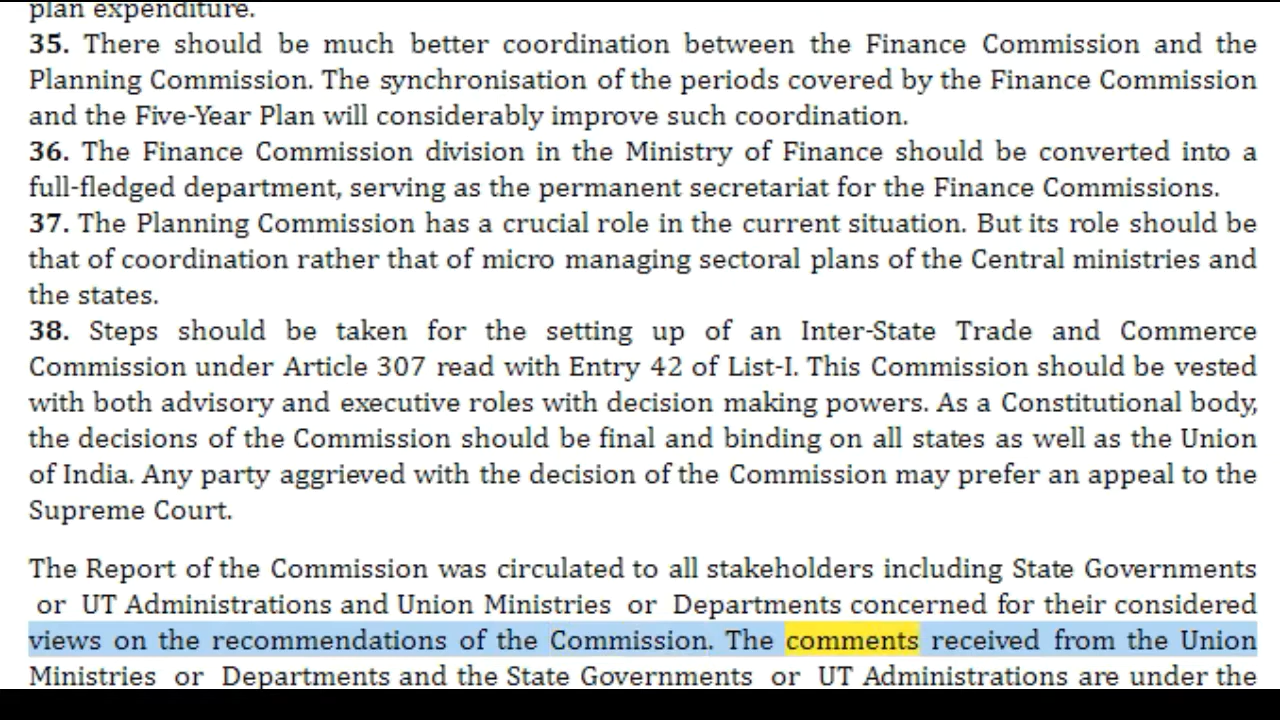 plan expenditure.
35. There should be much better coordination between the Finance Commission and the
Planning Commission. The synchronisation of the periods covered by the Finance Commission
and the Five-Year Plan will considerably improve such coordination.
36. The Finance Commission division in the Ministry of Finance should be converted into a
full-fledged department, serving as the permanent secretariat for the Finance Commissions.
37. The Planning Commission has a crucial role in the current situation. But its role should be
that of coordination rather that of micro managing sectoral plans of the Central ministries and
the states.
38. Steps should be taken for the setting up of an Inter-State Trade and Commerce
Commission under Article 307 read with Entry 42 of List-I. This Commission should be vested
with both advisory and executive roles with decision making powers. As a Constitutional body,
the decisions of the Commission should be final and binding on all states as well as the Union
of India. Any party aggrieved with the decision of the Commission may prefer an appeal to the
Supreme Court.
The Report of the Commission was circulated to all stakeholders including State Governments
or UT Administrations and Union Ministries or Departments concerned for their considered
views on the recommendations of the Commission. The comments received from the Union
Ministries or Departments and the State Governments or UT Administrations are under the